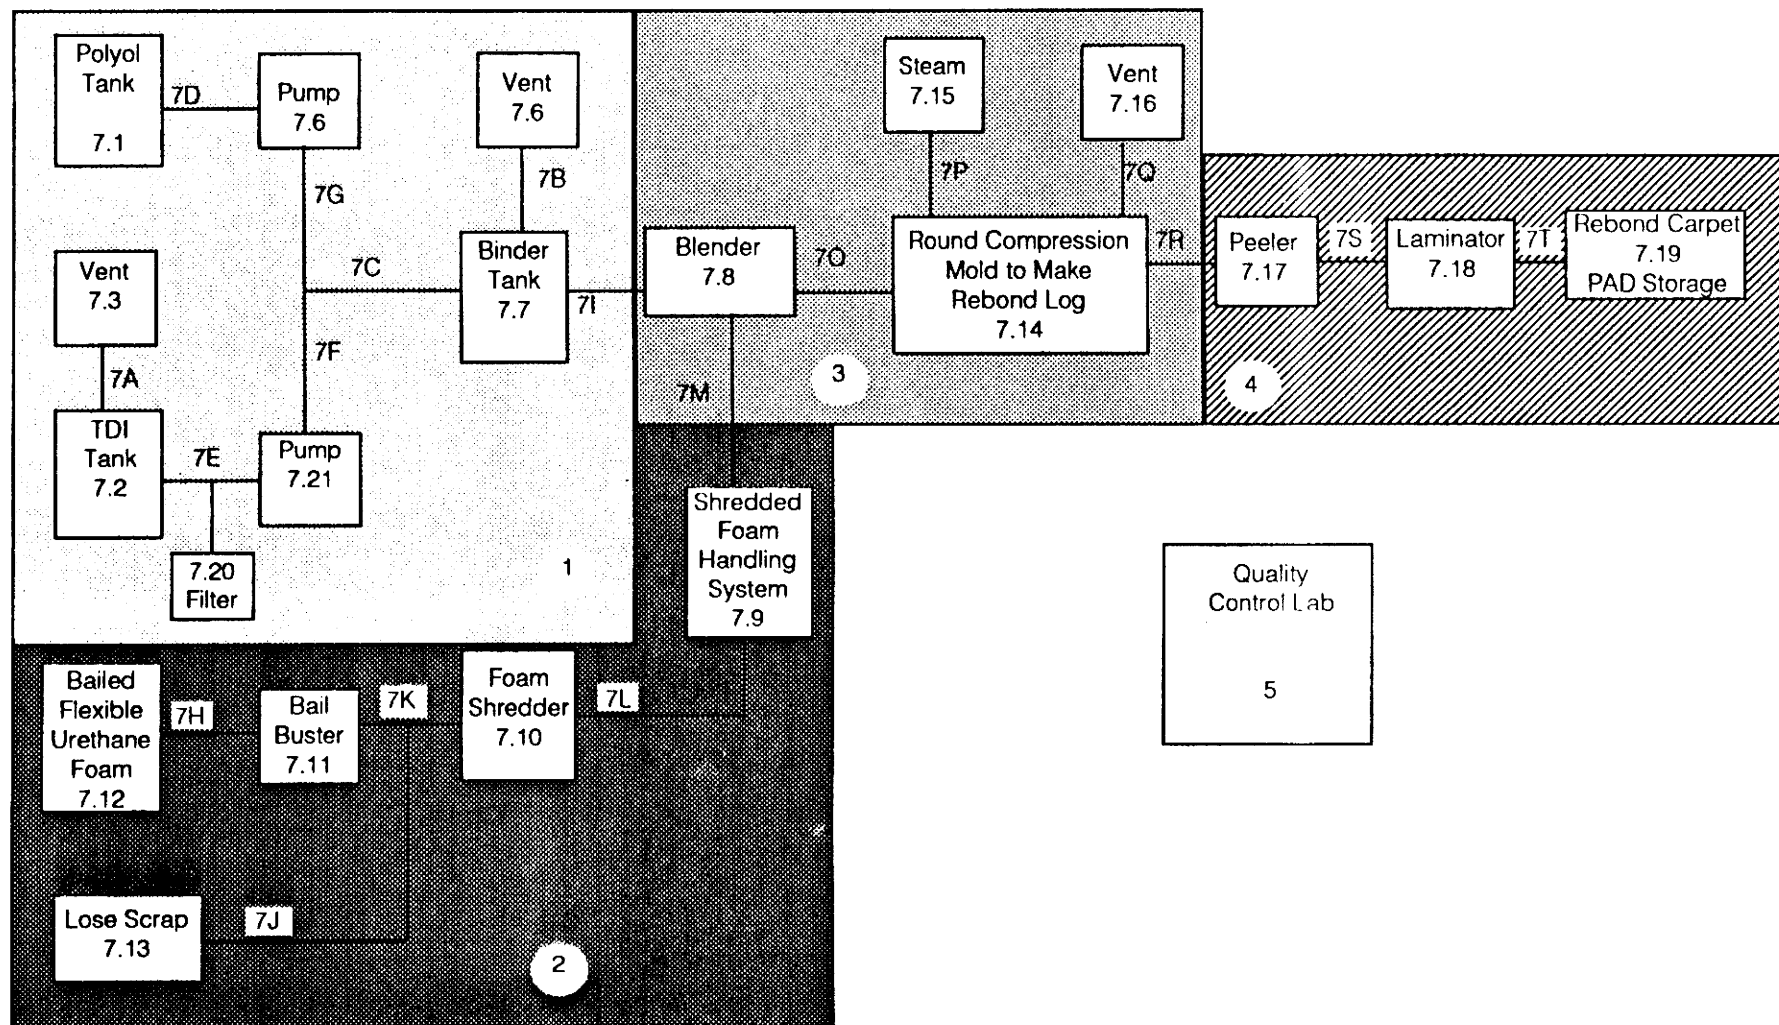 Polyol
Tank
7.1
7D
Pump
7.6
Vent
7.6
7G
7B
Vent
7.3
7C
Binder
Tank
7.7
7I
7A
7F
TDI
Tank
7.2
7E
Pump
7.21
7.20
Filter
1
Steam
7.15
Vent
7.16
7P
7Q
Blender
7.8
7O
Round Compression
Mold to Make
Rebond Log
7.14
7R
7M
3
Peeler
7.17
7S
Laminator
7.18
7T
Rebond Carpet
7.19
PAD Storage
4
Shredded
Foam
Handling
System
7.9
Bailed
Flexible
Urethane
Foam
7.12
7H
Bail
Buster
7.11
7K
Foam
Shredder
7.10
7L
Lose Scrap
7.13
7J
2
Quality
Control Lab
5